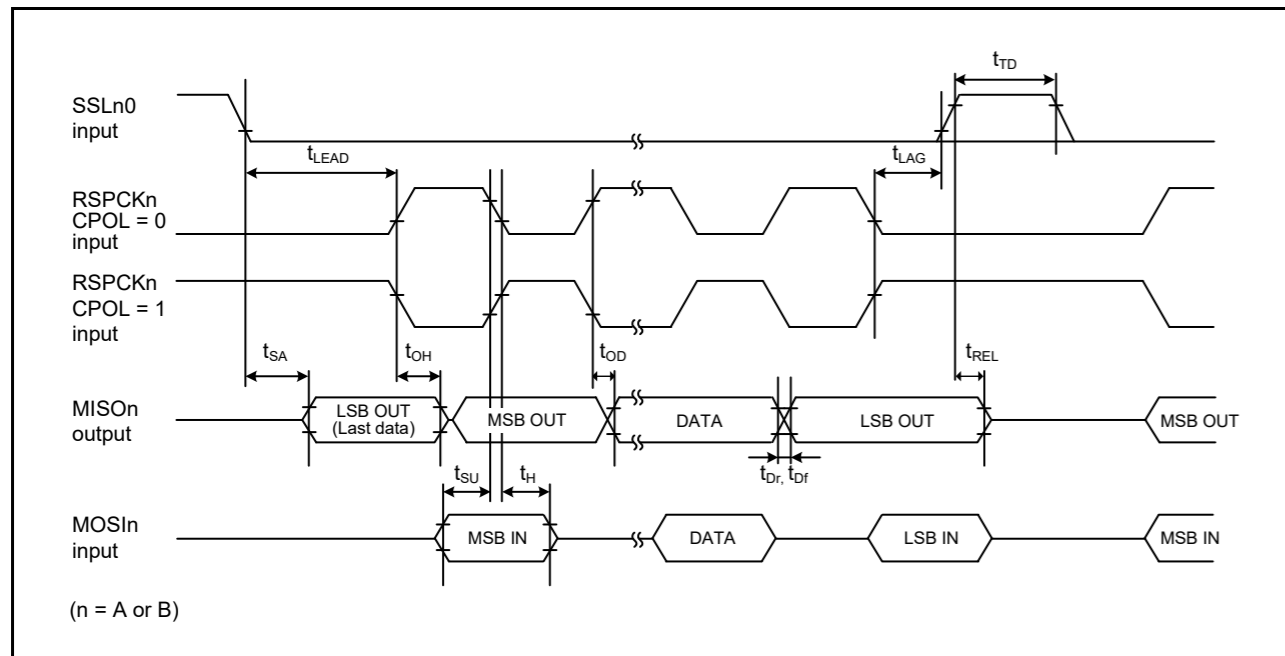 tTD
SSLn0
input
tLEAD
tLAG
RSPCKn
CPOL = 0
input
RSPCKn
CPOL = 1
input
tSA
tOH
tOD
tREL
MISOn
output
LSB OUT
(Last data)
MSB OUT
DATA
LSB OUT
MSB OUT
tSU
tH
tDr, tDf
MOSIn
input
MSB IN
DATA
LSB IN
MSB IN
(n = A or B)